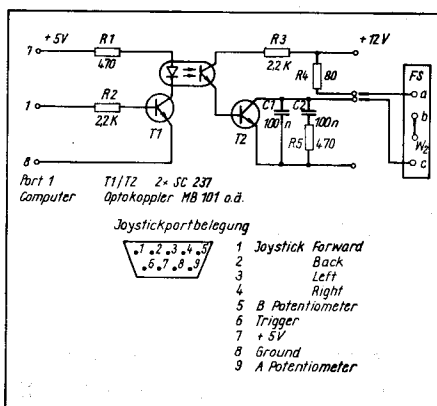 +5V R1 R3 +12V
7 470 2,2K R4 80 FS
a
R2 C1 C2 b
1 2,2K T1 T2 100n 100n W2
R5 470 c
8
Port 1 T1/T2 2× SC 237
Computer Optokoppler MB 101 o.ä.
Joystickportbelegung
1 2 3 4 5
6 7 8 9
1 Joystick Forward
2 Back
3 Left
4 Right
5 B Potentiometer
6 Trigger
7 +5V
8 Ground
9 A Potentiometer